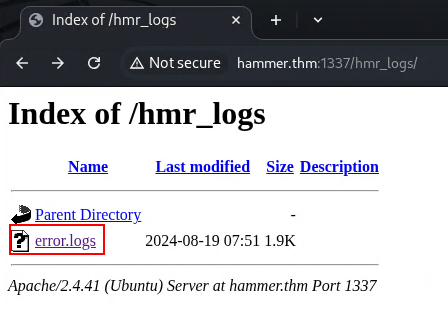 Index of /hmr_logs
Not secure hammer.thm:1337/hmr_logs/
Index of /hmr_logs
Name Last modified Size Description
Parent Directory -
error.logs 2024-08-19 07:51 1.9K
Apache/2.4.41 (Ubuntu) Server at hammer.thm Port 1337